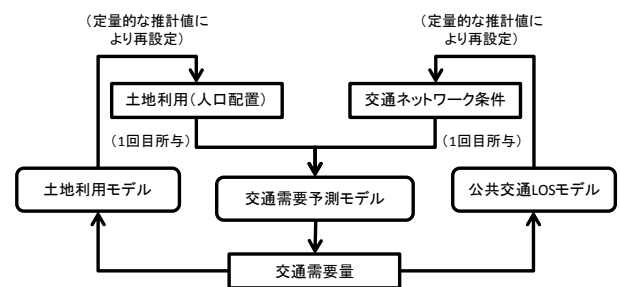 （定量的な推計値に
より再設定）
（定量的な推計値に
より再設定）
土地利用（人口配置）
交通ネットワーク条件
（1回目所与）
（1回目所与）
土地利用モデル
交通需要予測モデル
公共交通LOSモデル
交通需要量